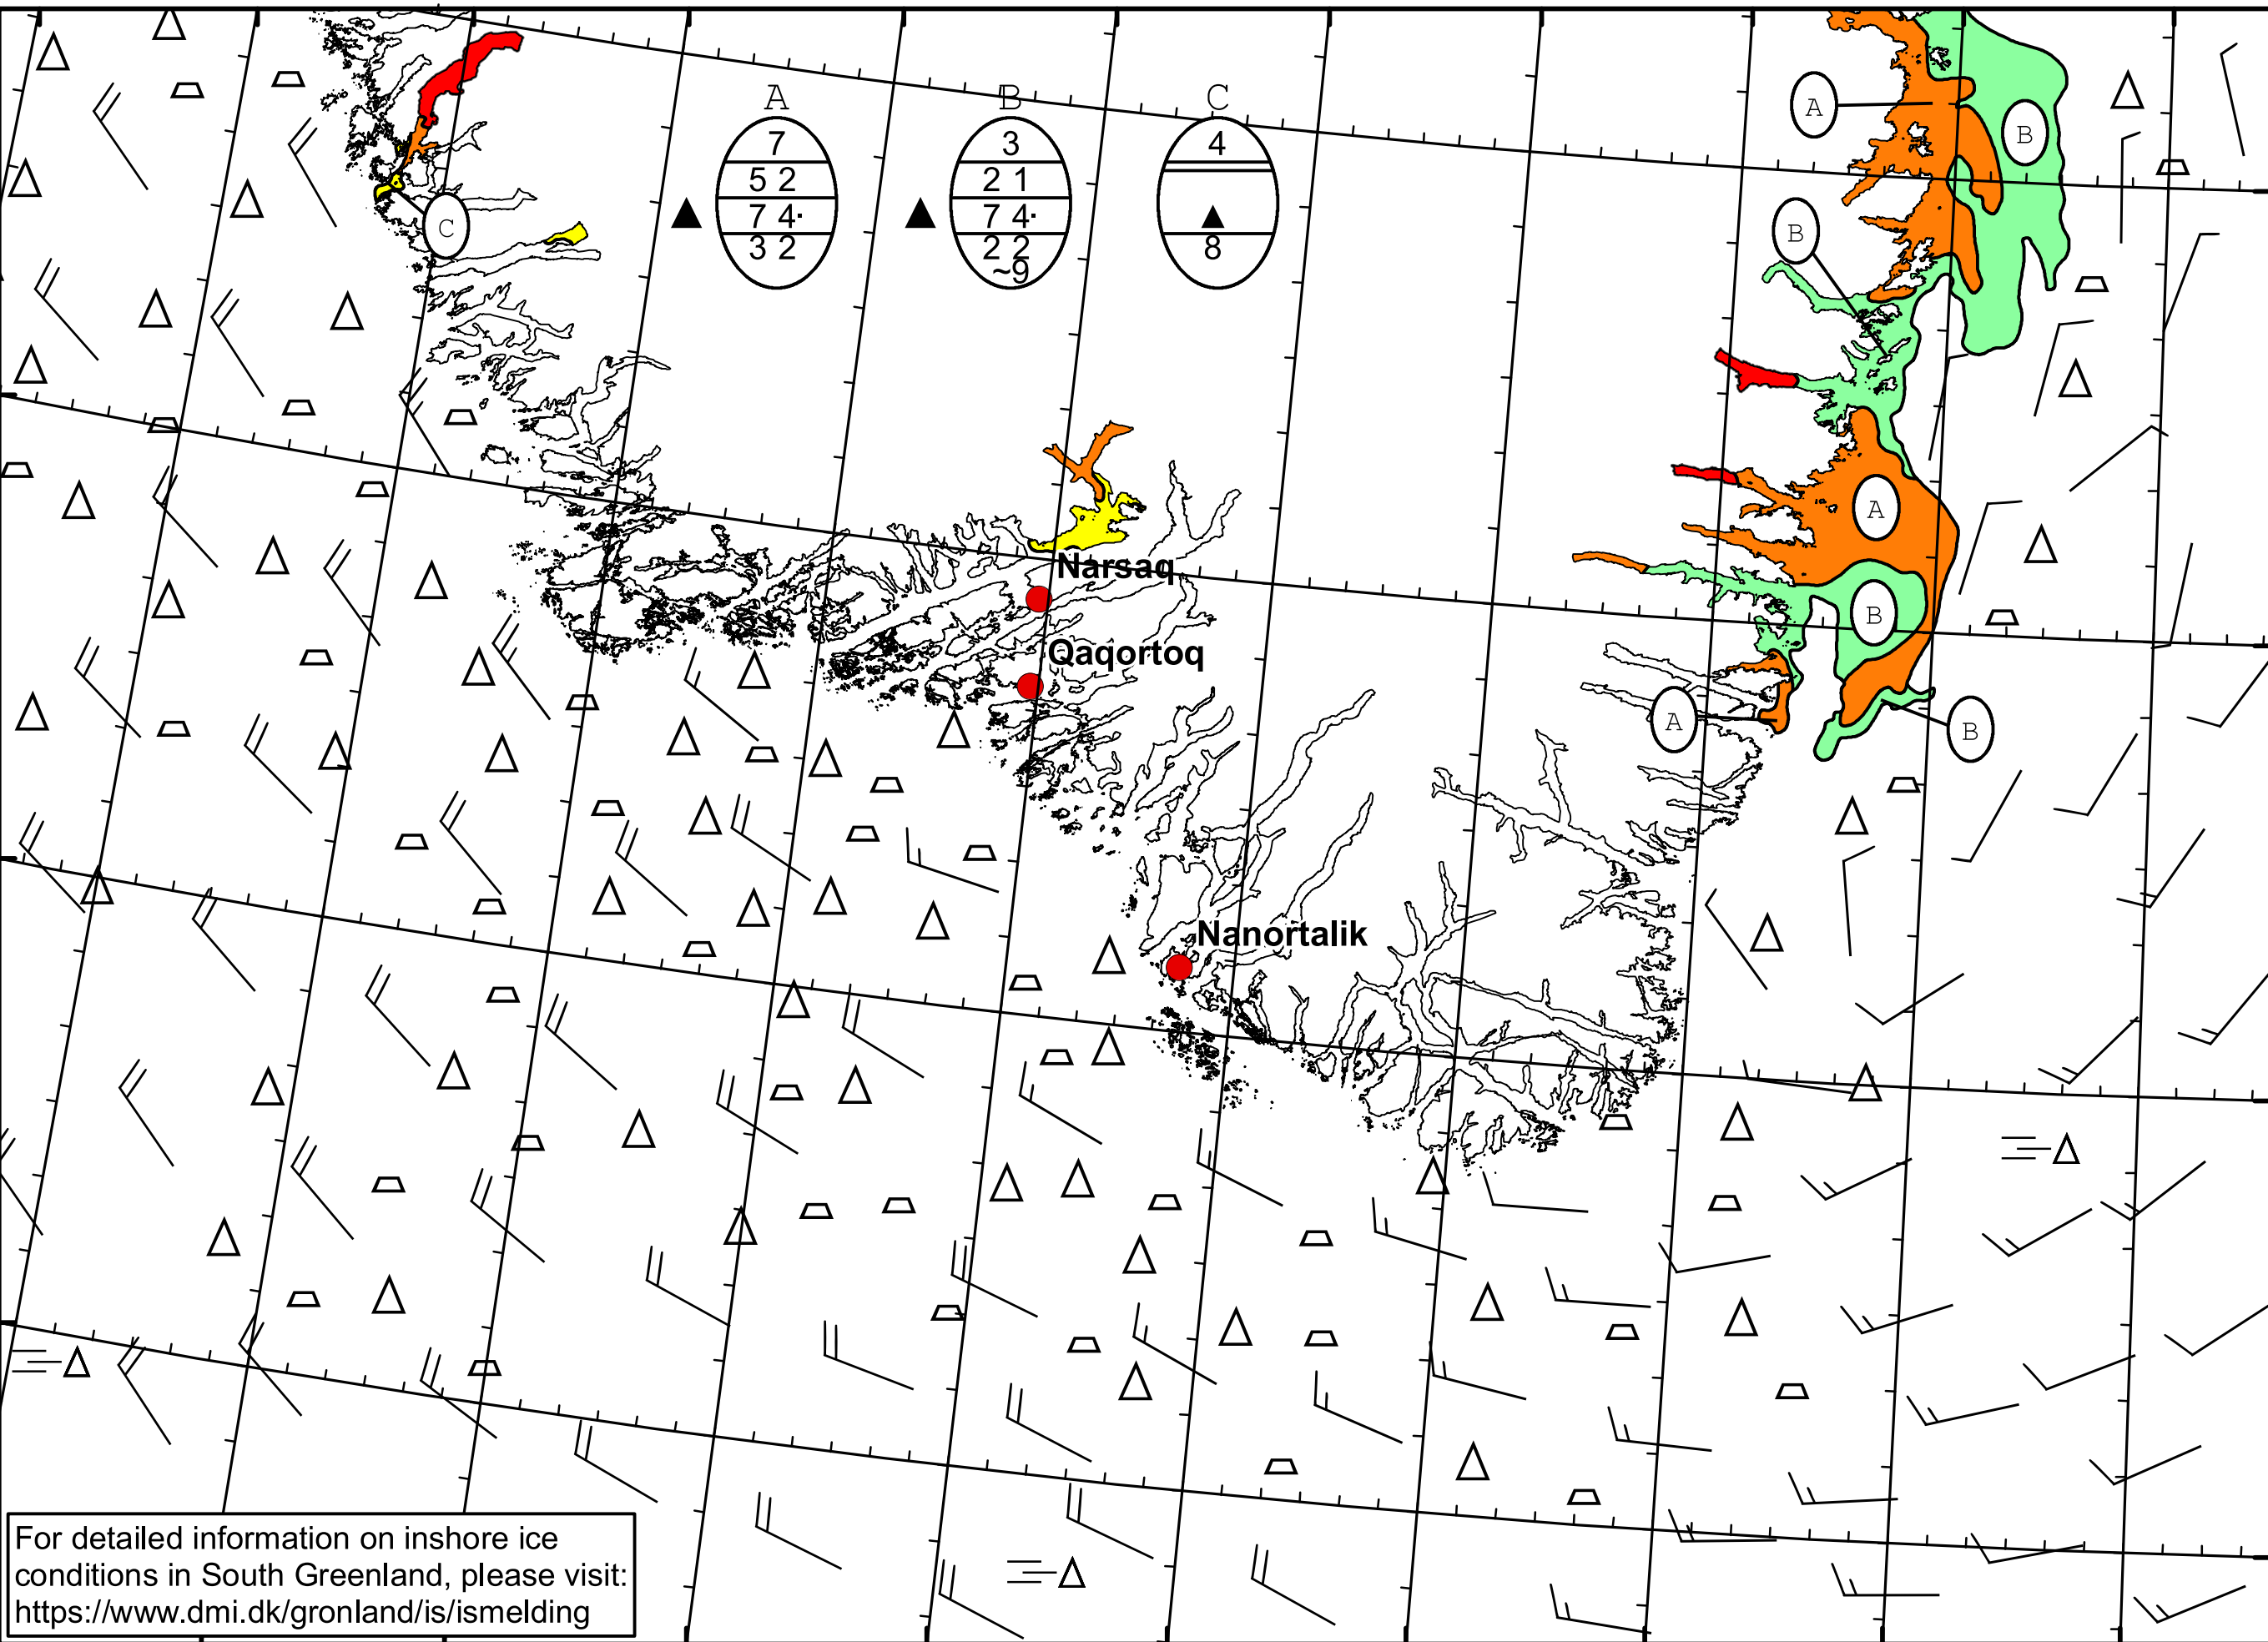 A B C
7 3 4
5 2 2 1
7 4· 7 4·
3 2 2 2 8
~9
A
B
C
B
A
Narsaq
B
Qaqortoq
A
B
Nanortalik
For detailed information on inshore ice
conditions in South Greenland, please visit:
https://www.dmi.dk/gronland/is/ismelding